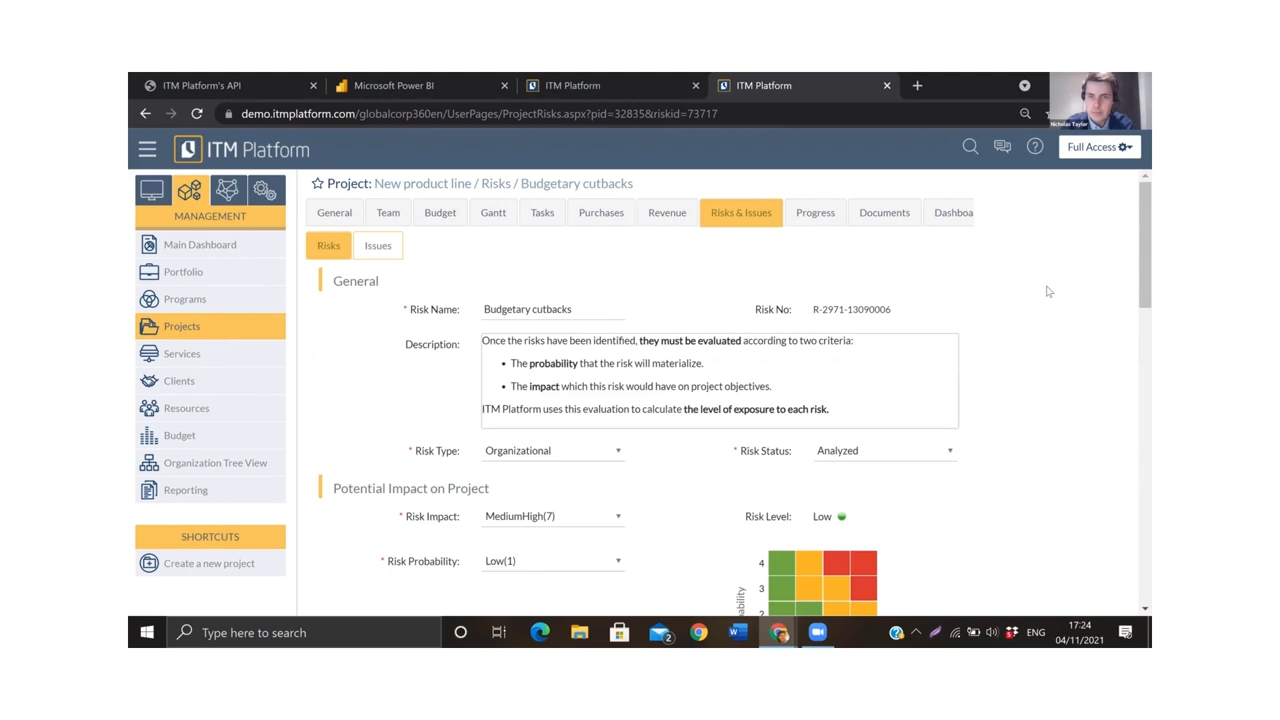 ITM Platform's API
Microsoft Power BI
ITM Platform
ITM Platform
demo.itmplatform.com/globalcorp360en/UserPages/ProjectRisks.aspx?pid=32835&riskid=73717
Nicholas Taylor
ITM Platform
Full Access
Project: New product line / Risks / Budgetary cutbacks
General Team Budget Gantt Tasks Purchases Revenue Risks & Issues Progress Documents Dashboa
MANAGEMENT
Main Dashboard
Portfolio
Programs
Projects
Services
Clients
Resources
Budget
Organization Tree View
Reporting
SHORTCUTS
Create a new project
Risks Issues
General
* Risk Name: Budgetary cutbacks Risk No: R-2971-13090006
Description: Once the risks have been identified, they must be evaluated according to two criteria:
• The probability that the risk will materialize.
• The impact which this risk would have on project objectives.
ITM Platform uses this evaluation to calculate the level of exposure to each risk.
* Risk Type: Organizational * Risk Status: Analyzed
Potential Impact on Project
* Risk Impact: MediumHigh(7) Risk Level: Low
* Risk Probability: Low(1)
4
3
2
bability
Type here to search
2
ENG
17:24
04/11/2021